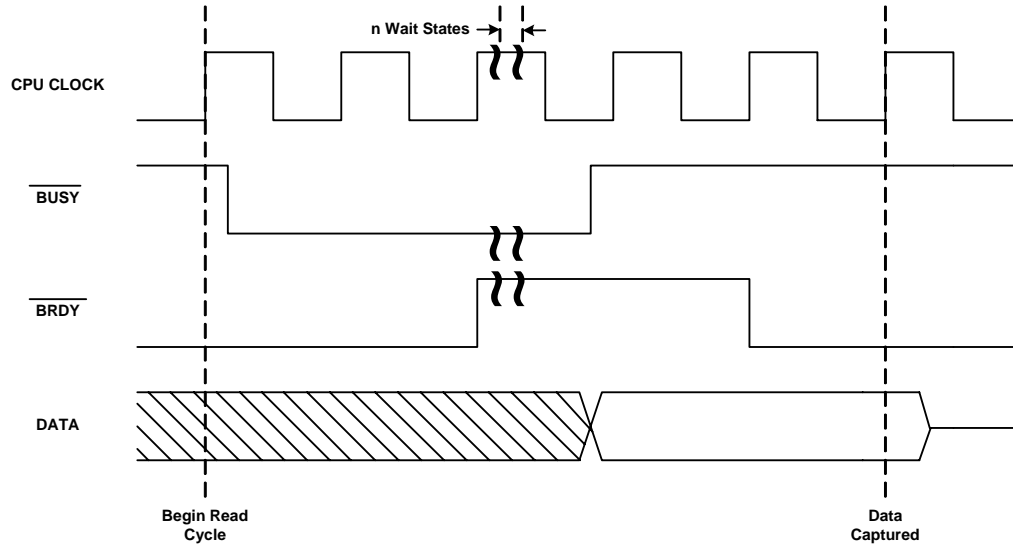 n Wait States
CPU CLOCK
BUSY
BRDY
DATA
Begin Read
Cycle
Data
Captured